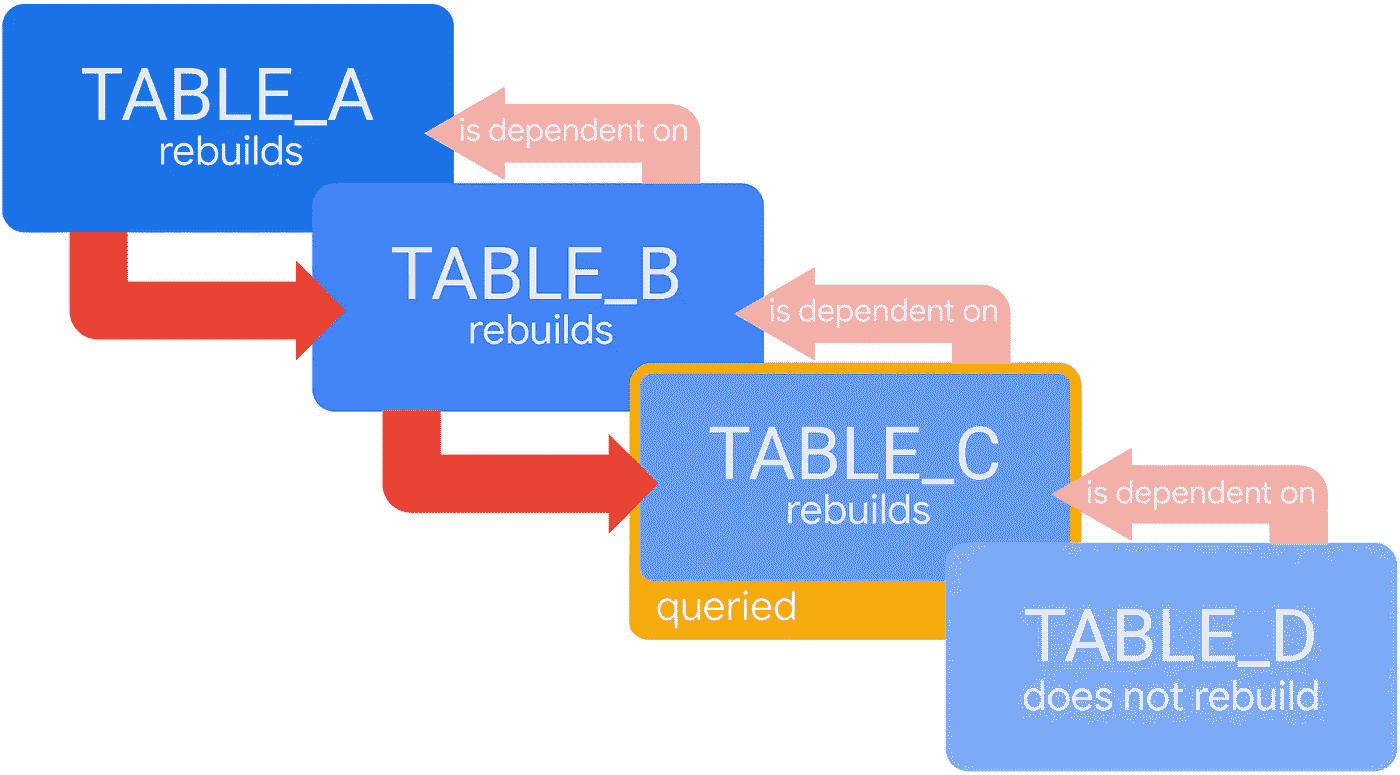 TABLE_A
rebuilds
is dependent on
TABLE_B
rebuilds
is dependent on
TABLE_C
rebuilds
queried
is dependent on
TABLE_D
does not rebuild